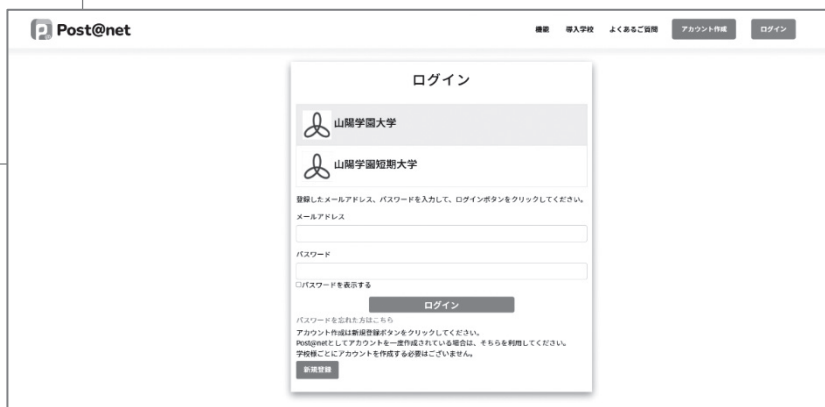 Post@net
機能 導入学校 よくあるご質問 アカウント作成 ログイン
ログイン
山陽学園大学
山陽学園短期大学
登録したメールアドレス、パスワードを入力して、ログインボタンをクリックしてください。
メールアドレス
パスワード
パスワードを表示する
ログイン
パスワードを忘れた方はこちら
アカウント作成は新規登録ボタンをクリックしてください。
Post@netとしてアカウントを一度作成されている場合は、そちらを利用してください。
学校様ごとにアカウントを作成する必要はございません。
新規登録